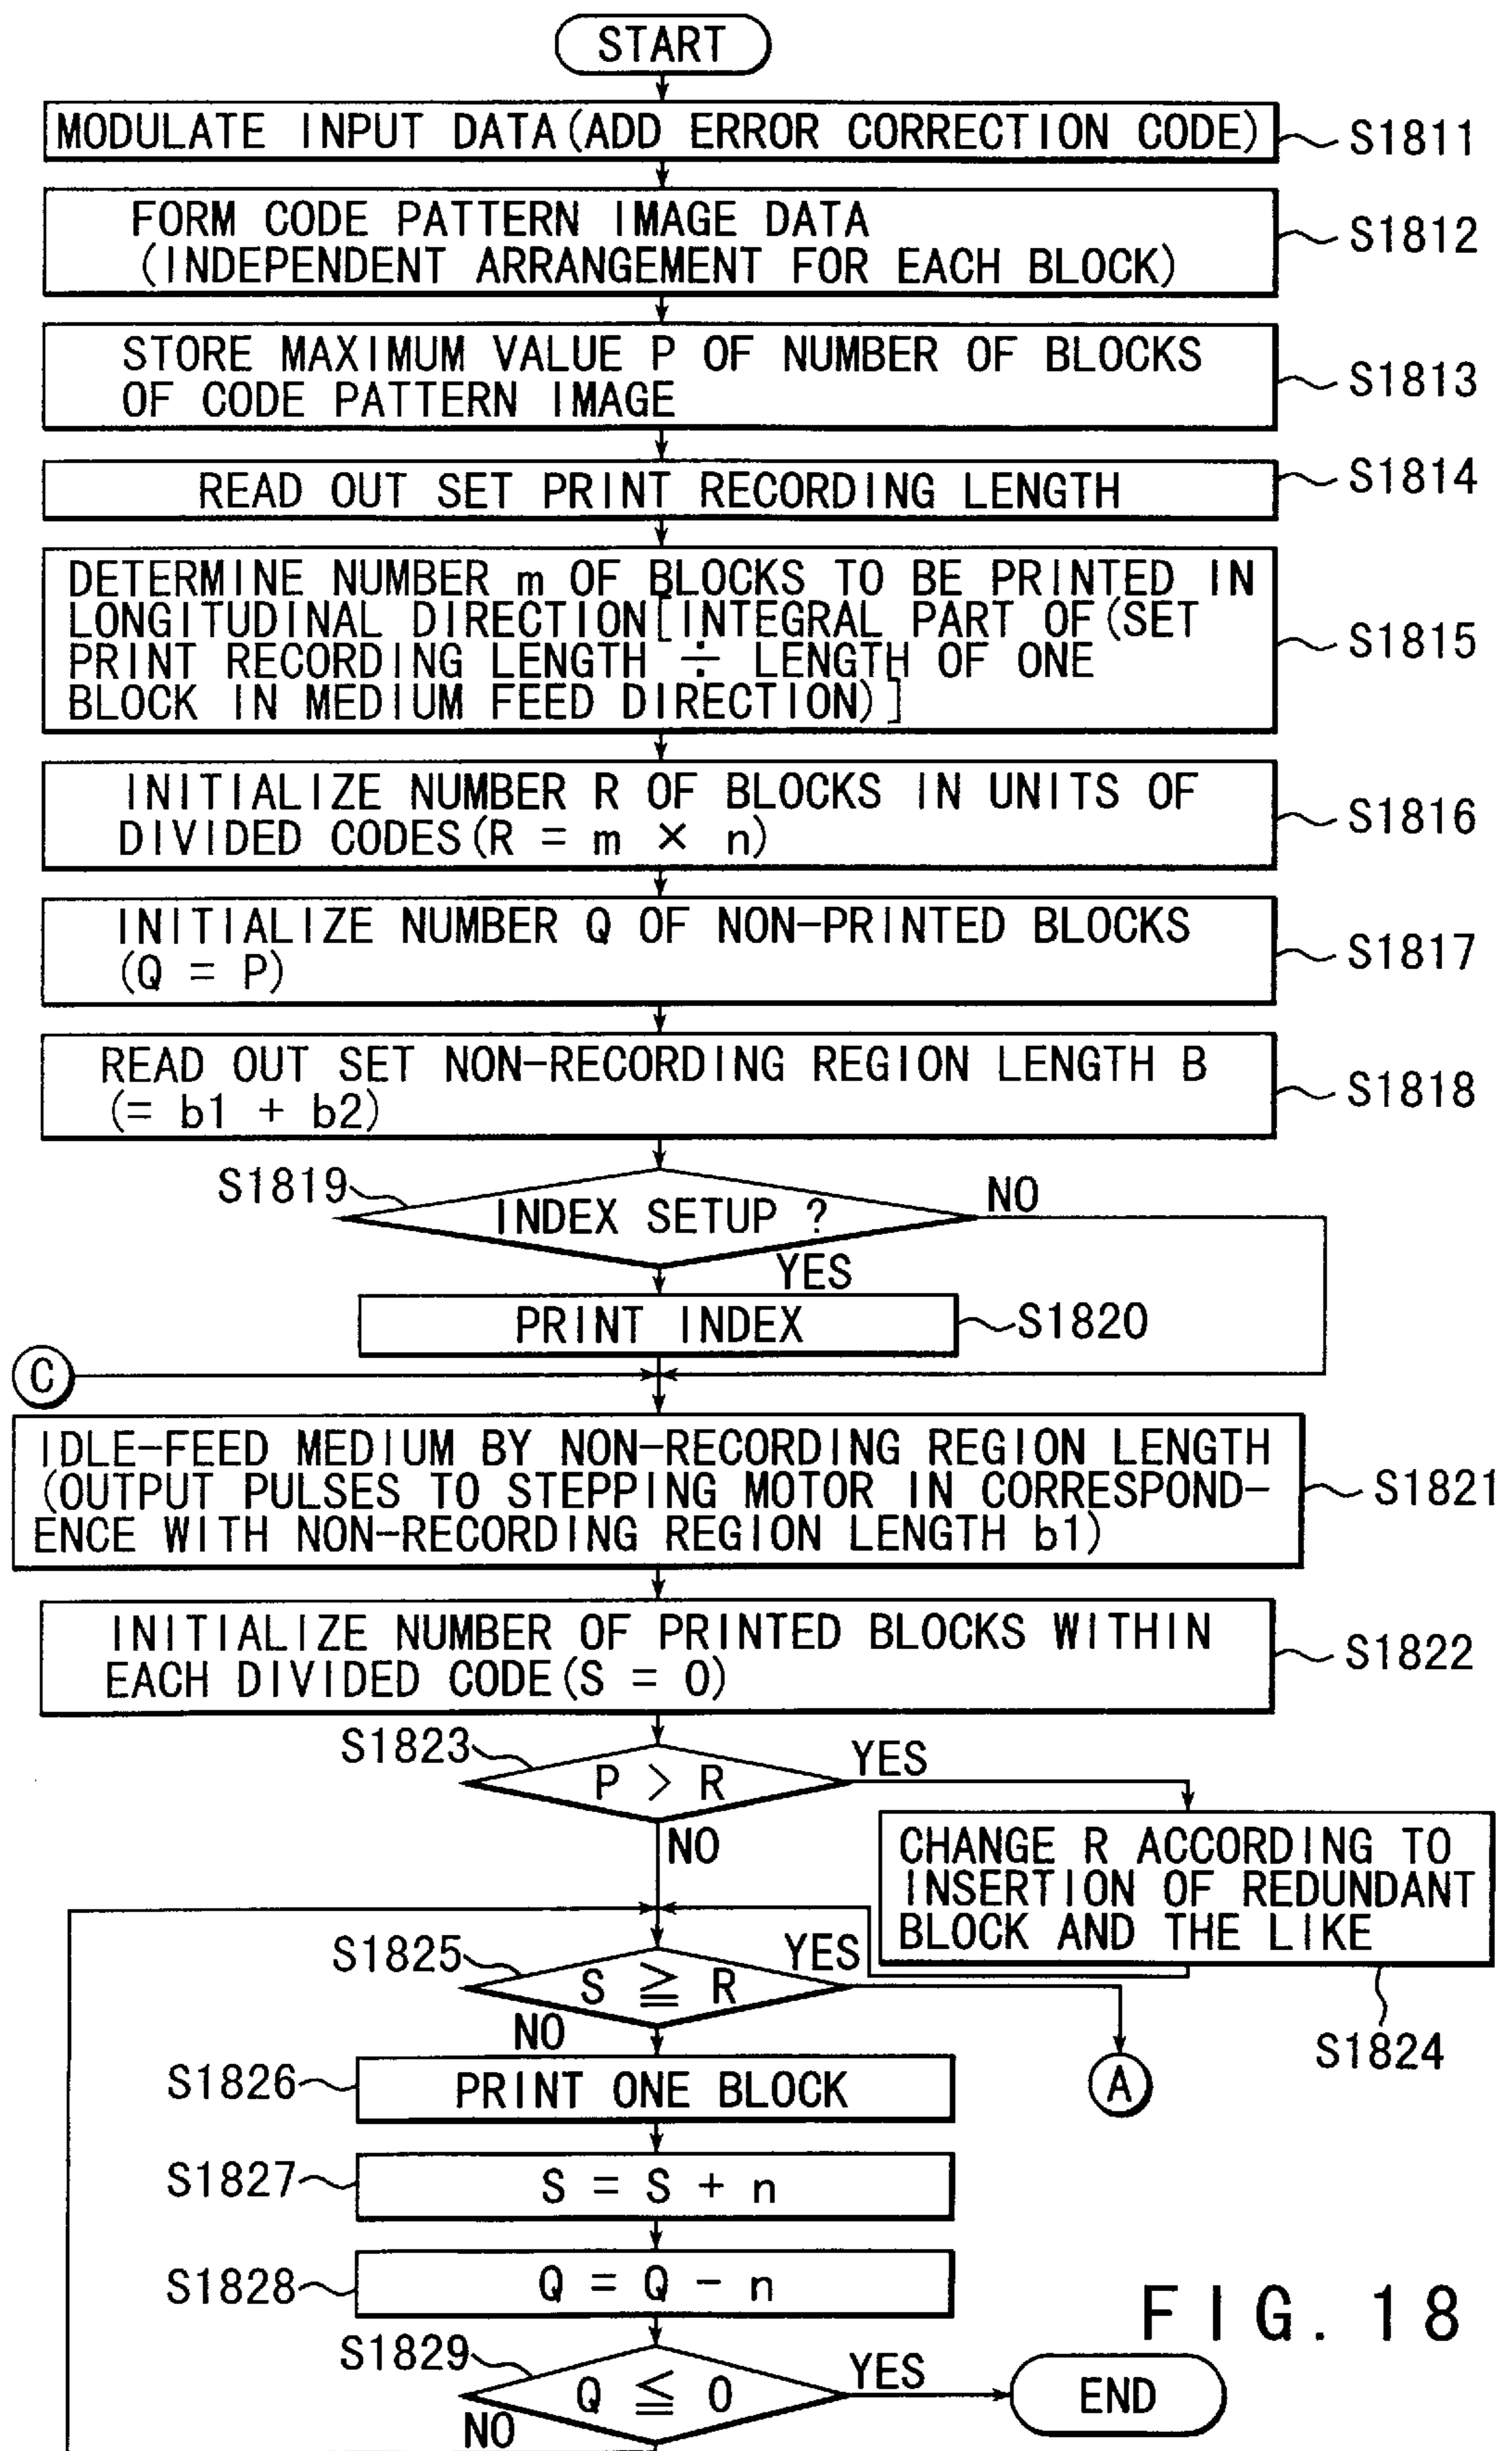 START
MODULATE INPUT DATA(ADD ERROR CORRECTION CODE)
S1811
FORM CODE PATTERN IMAGE DATA
(INDEPENDENT ARRANGEMENT FOR EACH BLOCK)
S1812
STORE MAXIMUM VALUE P OF NUMBER OF BLOCKS
OF CODE PATTERN IMAGE
S1813
READ OUT SET PRINT RECORDING LENGTH
S1814
DETERMINE NUMBER m OF BLOCKS TO BE PRINTED IN
LONGITUDINAL DIRECTION[INTEGRAL PART OF(SET
PRINT RECORDING LENGTH ÷ LENGTH OF ONE
BLOCK IN MEDIUM FEED DIRECTION)]
S1815
INITIALIZE NUMBER R OF BLOCKS IN UNITS OF
DIVIDED CODES(R = m × n)
S1816
INITIALIZE NUMBER Q OF NON-PRINTED BLOCKS
(Q = P)
S1817
READ OUT SET NON-RECORDING REGION LENGTH B
(= b1 + b2)
S1818
S1819
INDEX SETUP ?
NO
YES
PRINT INDEX
S1820
C
IDLE-FEED MEDIUM BY NON-RECORDING REGION LENGTH
(OUTPUT PULSES TO STEPPING MOTOR IN CORRESPOND-
ENCE WITH NON-RECORDING REGION LENGTH b1)
S1821
INITIALIZE NUMBER OF PRINTED BLOCKS WITHIN
EACH DIVIDED CODE(S = 0)
S1822
S1823
P > R
YES
NO
CHANGE R ACCORDING TO
INSERTION OF REDUNDANT
BLOCK AND THE LIKE
S1824
S1825
S ≧ R
YES
NO
A
S1826
PRINT ONE BLOCK
S1827
S = S + n
S1828
Q = Q - n
FIG. 18
S1829
Q ≦ 0
YES
END
NO